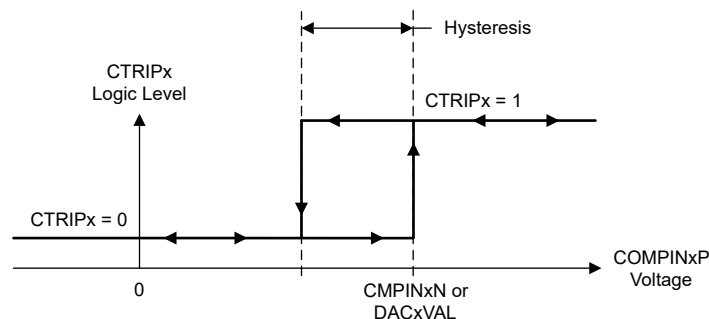 Hysteresis
CTRIPx
Logic Level
CTRIPx = 1
CTRIPx = 0
COMPINxP
Voltage
0
CMPINxN or
DACxVAL